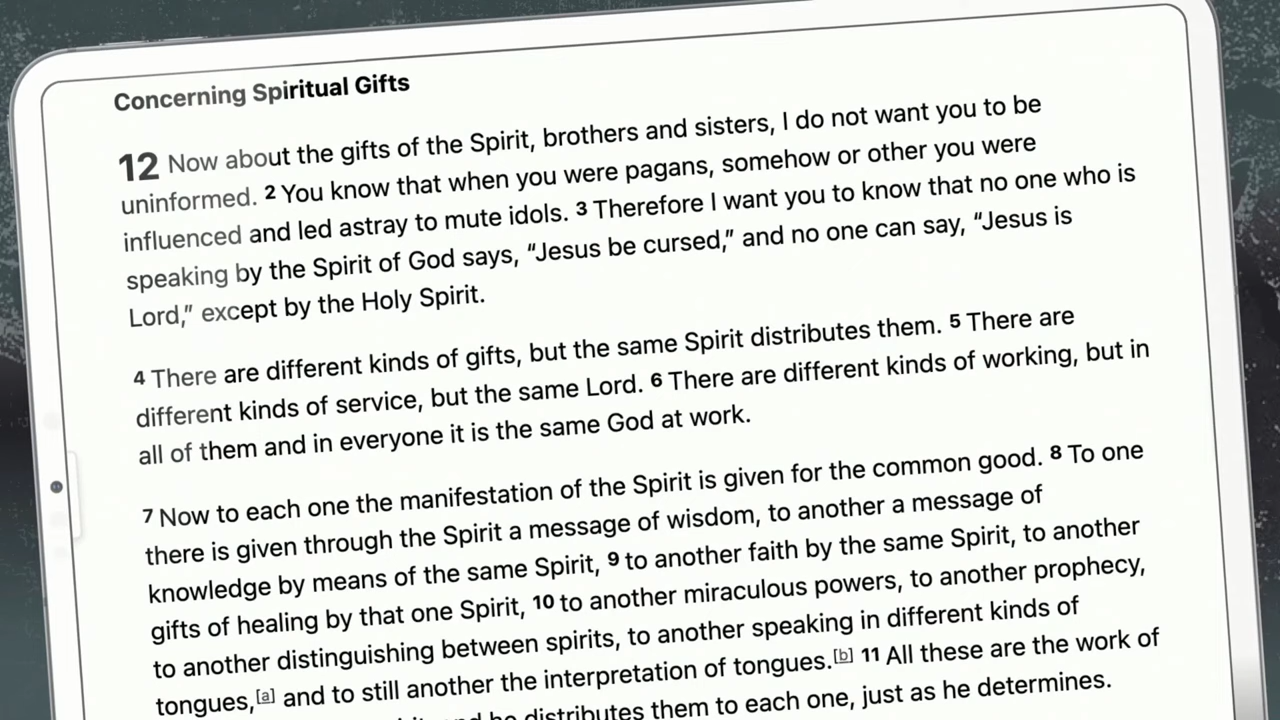 Concerning Spiritual Gifts
12 Now about the gifts of the Spirit, brothers and sisters, I do not want you to be
uninformed. 2 You know that when you were pagans, somehow or other you were
influenced and led astray to mute idols. 3 Therefore I want you to know that no one who is
speaking by the Spirit of God says, “Jesus be cursed,” and no one can say, “Jesus is
Lord,” except by the Holy Spirit.
4 There are different kinds of gifts, but the same Spirit distributes them. 5 There are
different kinds of service, but the same Lord. 6 There are different kinds of working, but in
all of them and in everyone it is the same God at work.
7 Now to each one the manifestation of the Spirit is given for the common good. 8 To one
there is given through the Spirit a message of wisdom, to another a message of
knowledge by means of the same Spirit, 9 to another faith by the same Spirit, to another
gifts of healing by that one Spirit, 10 to another miraculous powers, to another prophecy,
to another distinguishing between spirits, to another speaking in different kinds of
tongues,[a] and to still another the interpretation of tongues.[b] 11 All these are the work of
and he distributes them to each one, just as he determines.